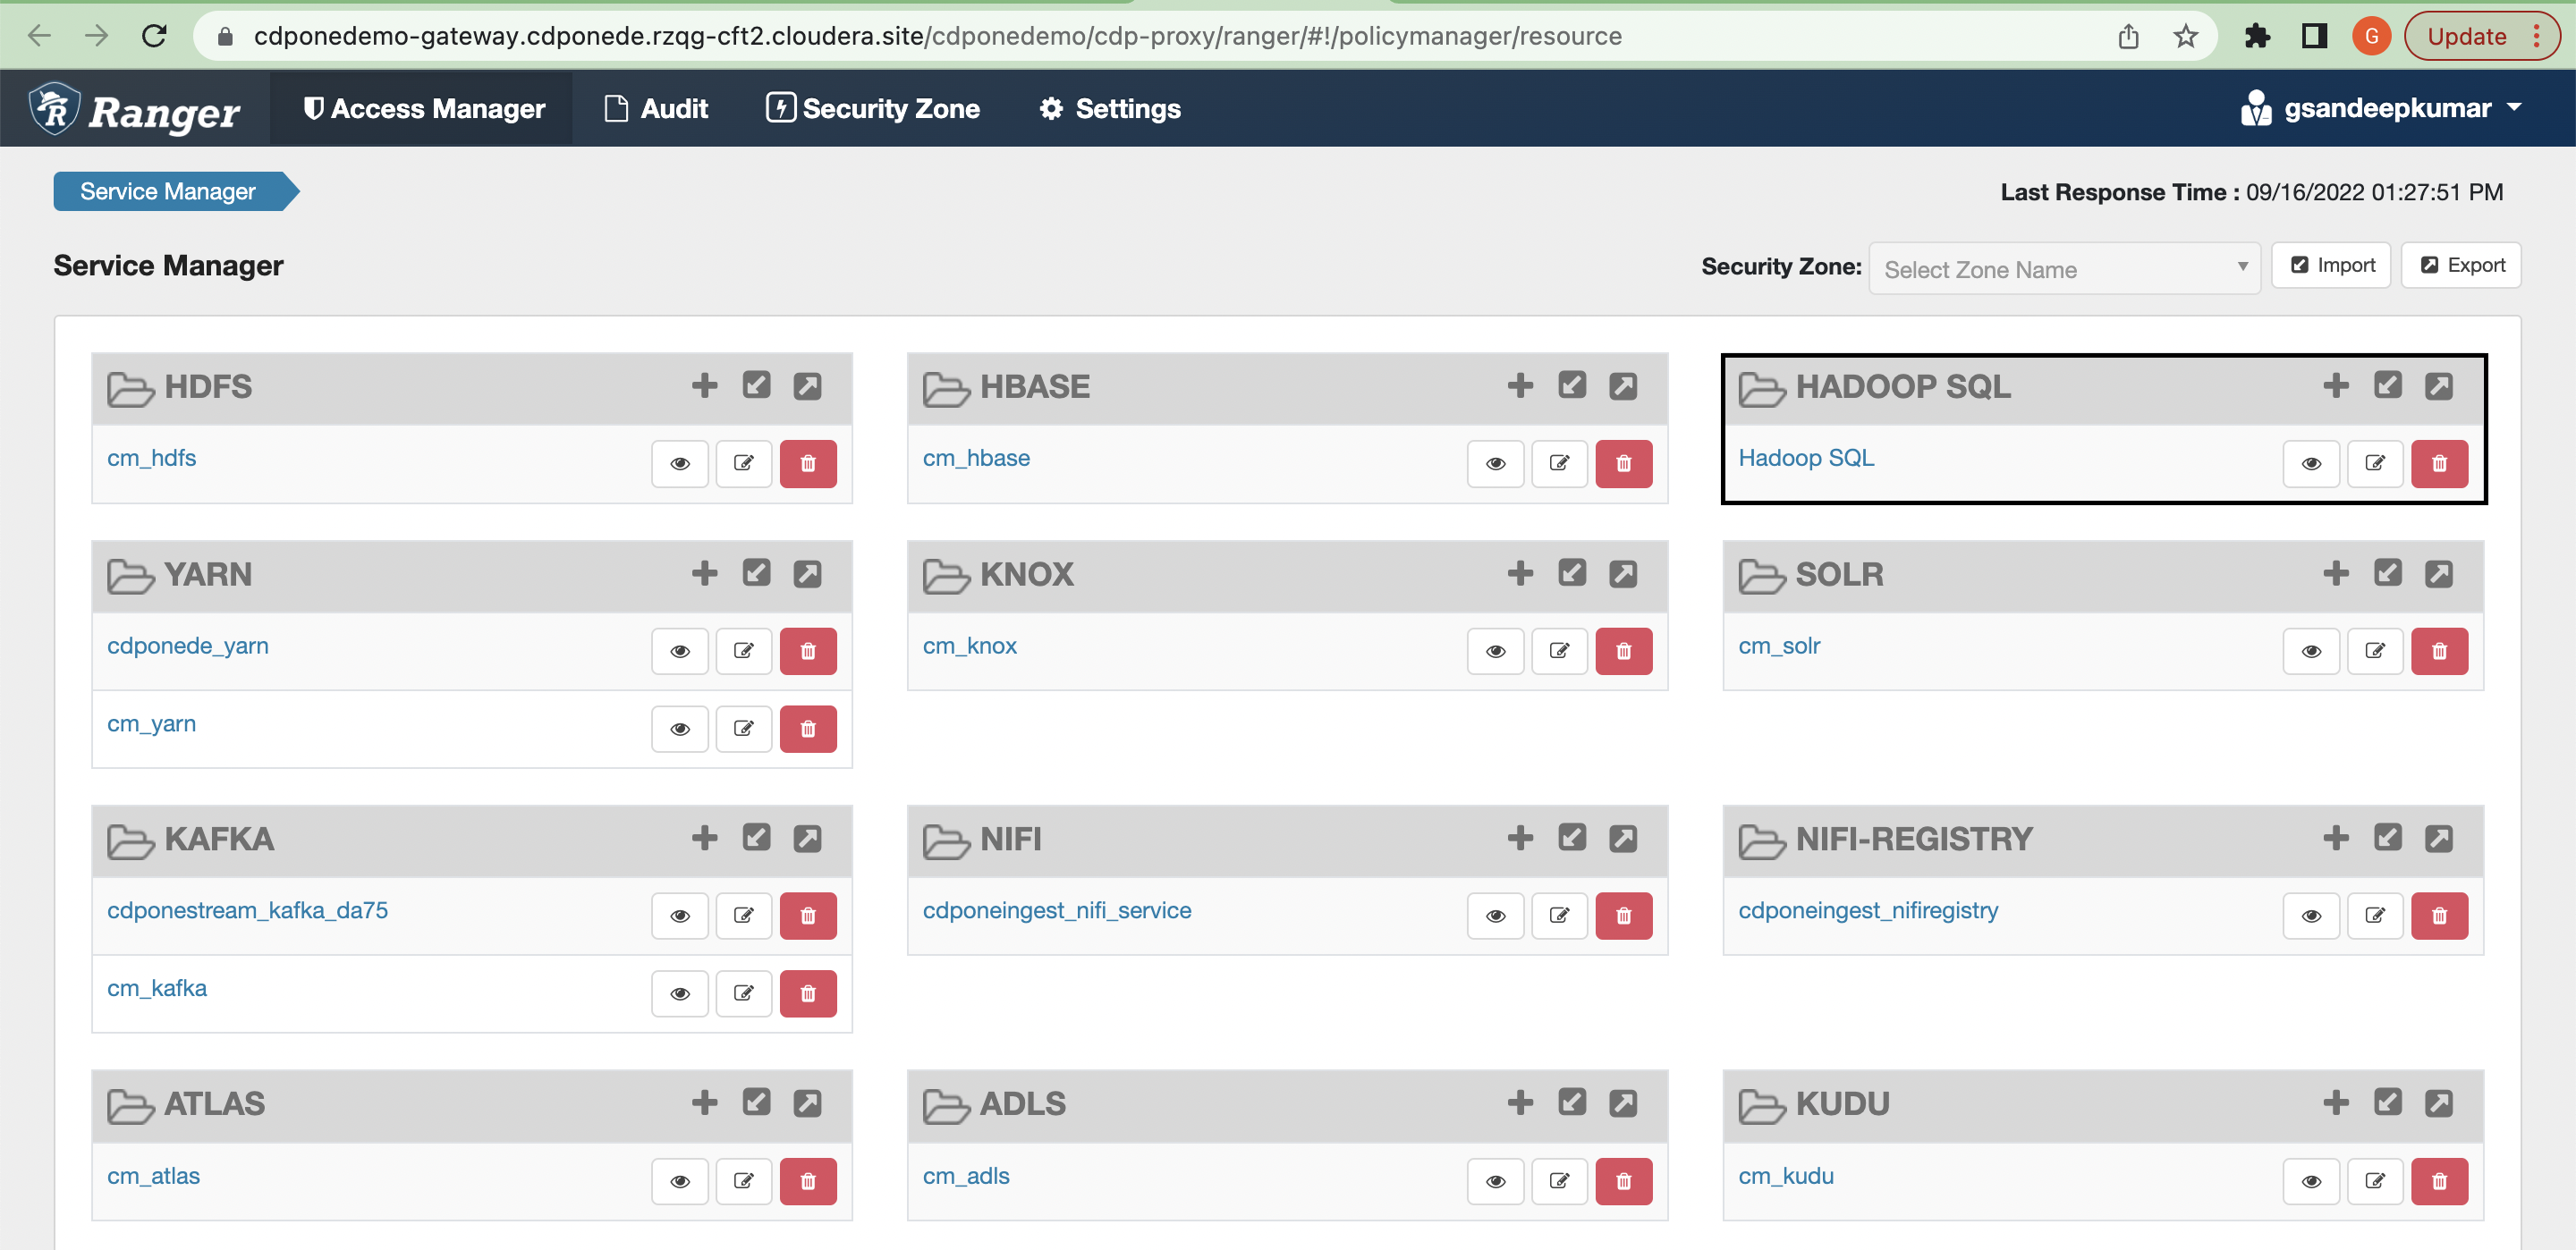 cdponedemo-gateway.cdponede.rzqg-cft2.cloudera.site/cdponedemo/cdp-proxy/ranger/#!/policymanager/resource
G
Update
R Ranger
Access Manager
Audit
Security Zone
Settings
gsandeepkumar
Service Manager
Last Response Time : 09/16/2022 01:27:51 PM
Service Manager
Security Zone: Select Zone Name
Import
Export
HDFS
cm_hdfs
HBASE
cm_hbase
HADOOP SQL
Hadoop SQL
YARN
cdponede_yarn
cm_yarn
KNOX
cm_knox
SOLR
cm_solr
KAFKA
cdponestream_kafka_da75
cm_kafka
NIFI
cdponeingest_nifi_service
NIFI-REGISTRY
cdponeingest_nifiregistry
ATLAS
cm_atlas
ADLS
cm_adls
KUDU
cm_kudu